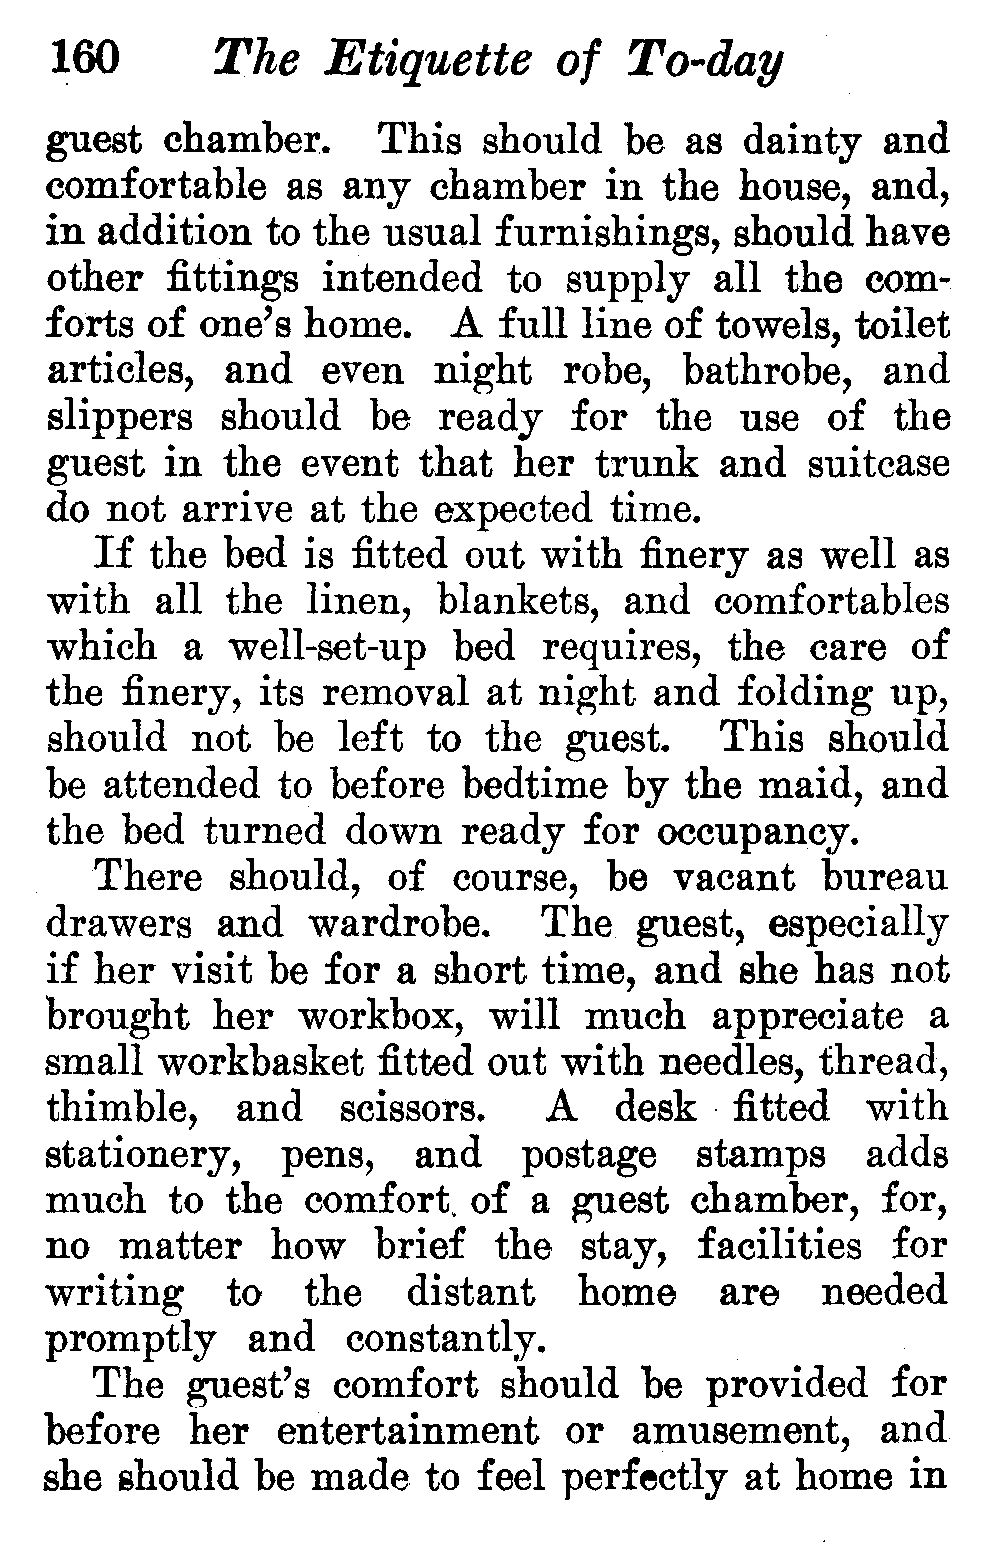 160 The Etiquette of To-day
guest chamber. This should be as dainty and
comfortable as any chamber in the house, and,
in addition to the usual furnishings, should have
other fittings intended to supply all the com-
forts of one's home. A full line of towels, toilet
articles, and even night robe, bathrobe, and
slippers should be ready for the use of the
guest in the event that her trunk and suitcase
do not arrive at the expected time.
If the bed is fitted out with finery as well as
with all the linen, blankets, and comfortables
which a well-set-up bed requires, the care of
the finery, its removal at night and folding up,
should not be left to the guest. This should
be attended to before bedtime by the maid, and
the bed turned down ready for occupancy.
There should, of course, be vacant bureau
drawers and wardrobe. The guest, especially
if her visit be for a short time, and she has not
brought her workbox, will much appreciate a
small workbasket fitted out with needles, thread,
thimble, and scissors. A desk fitted with
stationery, pens, and postage stamps adds
much to the comfort of a guest chamber, for,
no matter how brief the stay, facilities for
writing to the distant home are needed
promptly and constantly.
The guest's comfort should be provided for
before her entertainment or amusement, and
she should be made to feel perfectly at home in